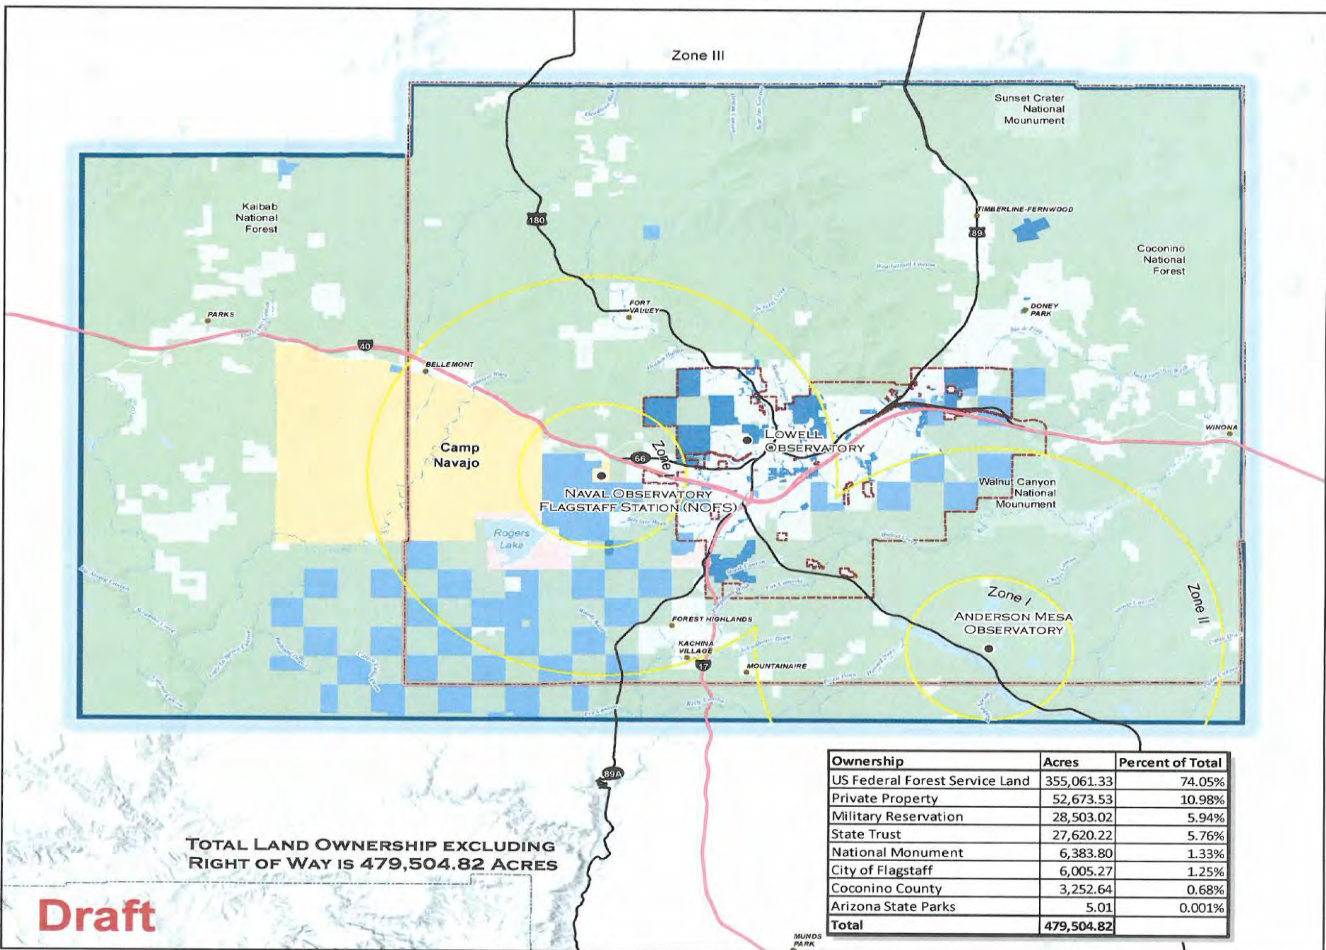 Zone III
Sunset Crater
National
Mounument
Kaibab
National
Forest
180
TIMBERLINE-FERNWOOD
89
Coconino
National
Forest
PARKS
FORT
VALLEY
DONEY
PARK
40
BELLEMONT
WINONA
Camp
Navajo
LOWELL
OBSERVATORY
66
Zone I
NAVAL OBSERVATORY
FLAGSTAFF STATION (NOFS)
Walnut Canyon
National
Mounument
Rogers
Lake
Zone I
Zone II
ANDERSON MESA
OBSERVATORY
FOREST HIGHLANDS
KACHINA
VILLAGE
17
MOUNTAINAIRE
89A
TOTAL LAND OWNERSHIP EXCLUDING
RIGHT OF WAY IS 479,504.82 ACRES
Draft
Ownership Acres Percent of Total
US Federal Forest Service Land 355,061.33 74.05%
Private Property 52,673.53 10.98%
Military Reservation 28,503.02 5.94%
State Trust 27,620.22 5.76%
National Monument 6,383.80 1.33%
City of Flagstaff 6,005.27 1.25%
Coconino County 3,252.64 0.68%
Arizona State Parks 5.01 0.001%
Total 479,504.82
MUNDS
PARK